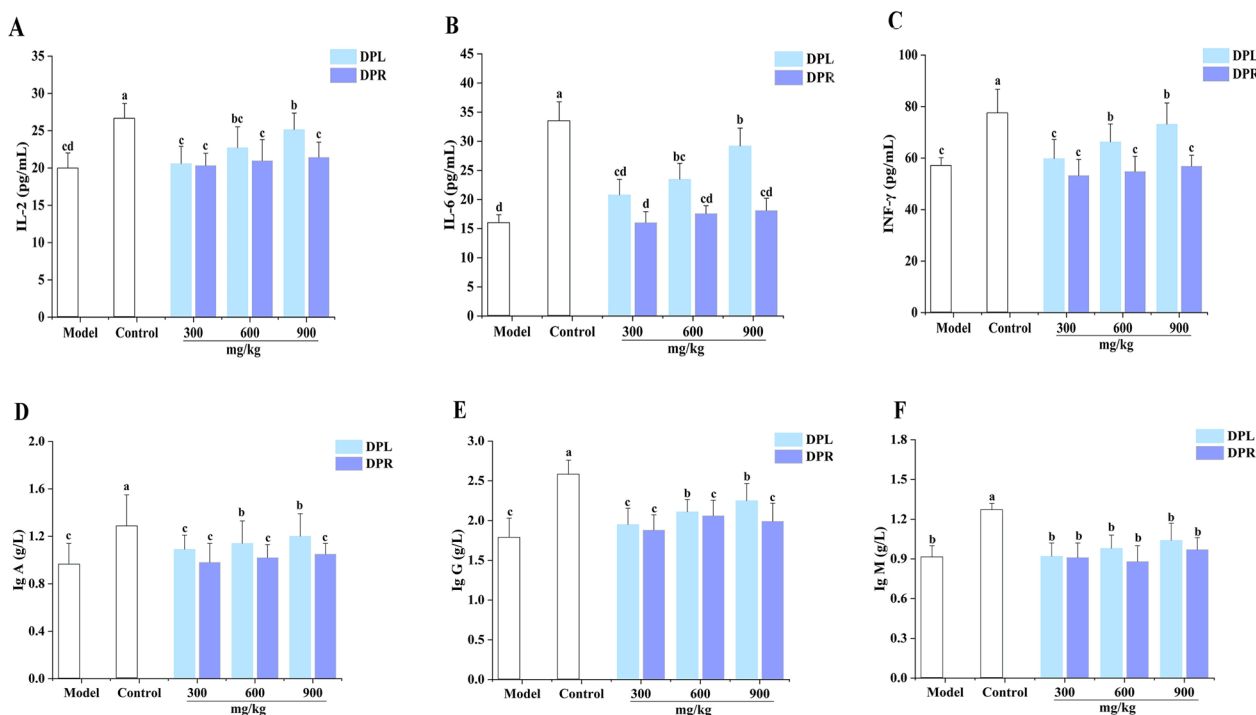 A
DPL
DPR
35
30
25
20
15
10
5
0
IL-2 (pg/mL)
cd
a
c
c
bc
c
b
c
Model
Control
300
600
900
mg/kg
B
DPL
DPR
45
40
35
30
25
20
15
10
5
0
IL-6 (pg/mL)
d
a
cd
d
bc
cd
b
cd
Model
Control
300
600
900
mg/kg
C
DPL
DPR
100
80
60
40
20
0
INF-γ (pg/mL)
c
a
c
c
b
c
b
c
Model
Control
300
600
900
mg/kg
D
DPL
DPR
2.0
1.6
1.2
0.8
0.4
0.0
Ig A (g/L)
c
a
c
c
b
c
b
c
Model
Control
300
600
900
mg/kg
E
DPL
DPR
3.0
2.5
2.0
1.5
1.0
0.5
0.0
Ig G (g/L)
c
a
c
c
b
c
b
c
Model
Control
300
600
900
mg/kg
F
DPL
DPR
1.8
1.5
1.2
0.9
0.6
0.3
0.0
Ig M (g/L)
b
a
b
b
b
b
b
b
Model
Control
300
600
900
mg/kg